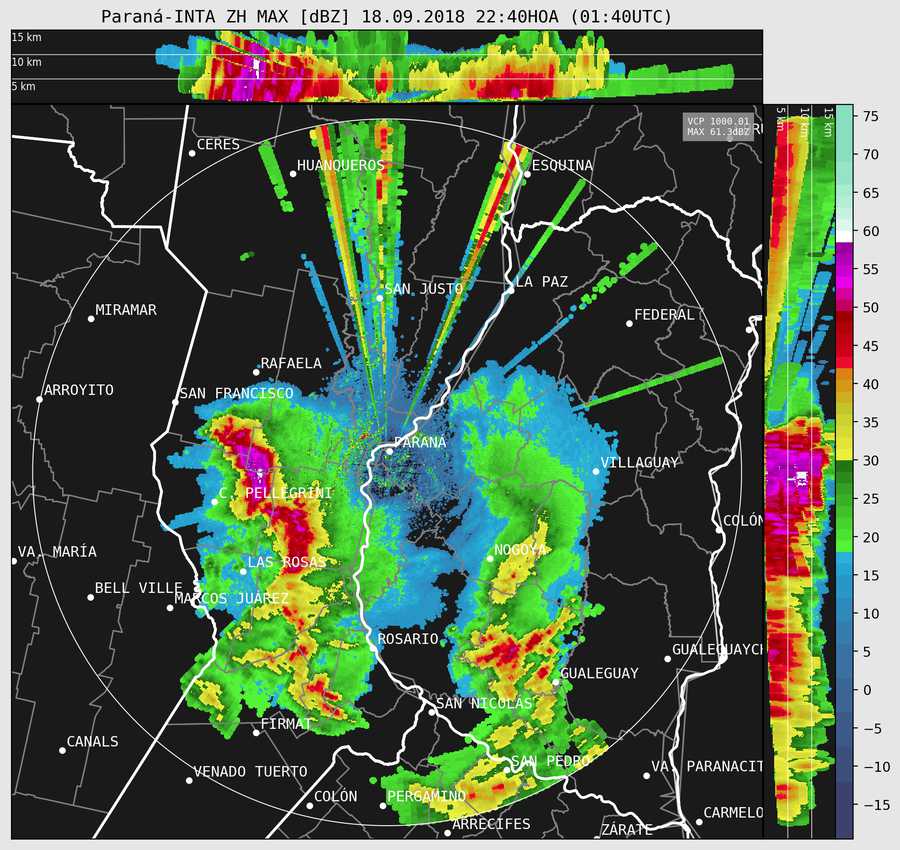 Paraná-INTA ZH MAX [dBZ] 18.09.2018 22:40HOA (01:40UTC)
15 km
10 km
5 km
5 km
10 km
15 km
VCP 1000.01
MAX 61.3dBZ
CERES
HUANQUEROS
ESQUINA
SAN JUSTO
LA PAZ
MIRAMAR
FEDERAL
RAFAELA
ARROYITO
SAN FRANCISCO
PARANA
VILLAGUAY
C. PELLEGRINI
COLÓN
VA. MARÍA
NOGOYA
LAS ROSAS
BELL VILLE
MARCOS JUÁREZ
ROSARIO
GUALEGUAYCH
GUALEGUAY
SAN NICOLAS
FIRMAT
CANALS
SAN PEDRO
VENADO TUERTO
VA. PARANACIT
COLÓN
PERGAMINO
CARMELO
ARRECIFES
ZÁRATE
75
70
65
60
55
50
45
40
35
30
25
20
15
10
5
0
−5
−10
−15